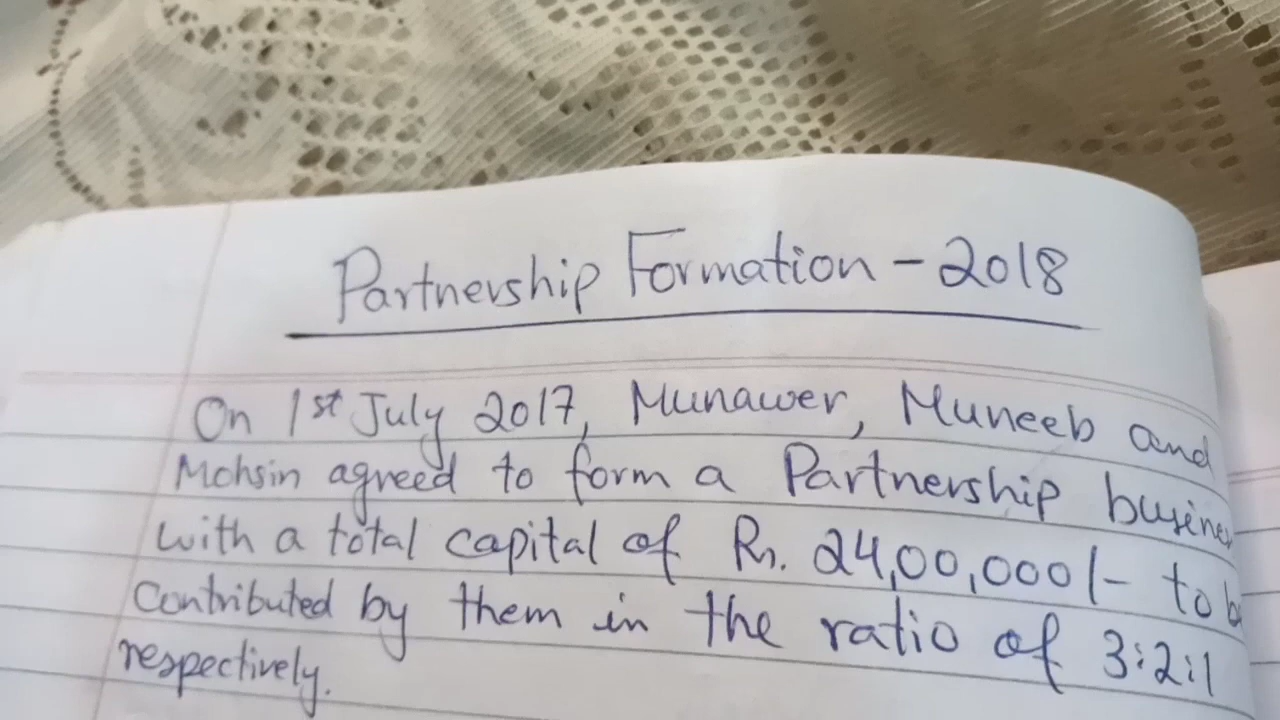 Partnership Formation - 2018
On 1st July 2017, Munawer, Muneeb and
Mohsin agreed to form a Partnership busines
with a total capital of Rs. 24,00,000/- to b
Contributed by them in the ratio of 3:2:1
respectively.